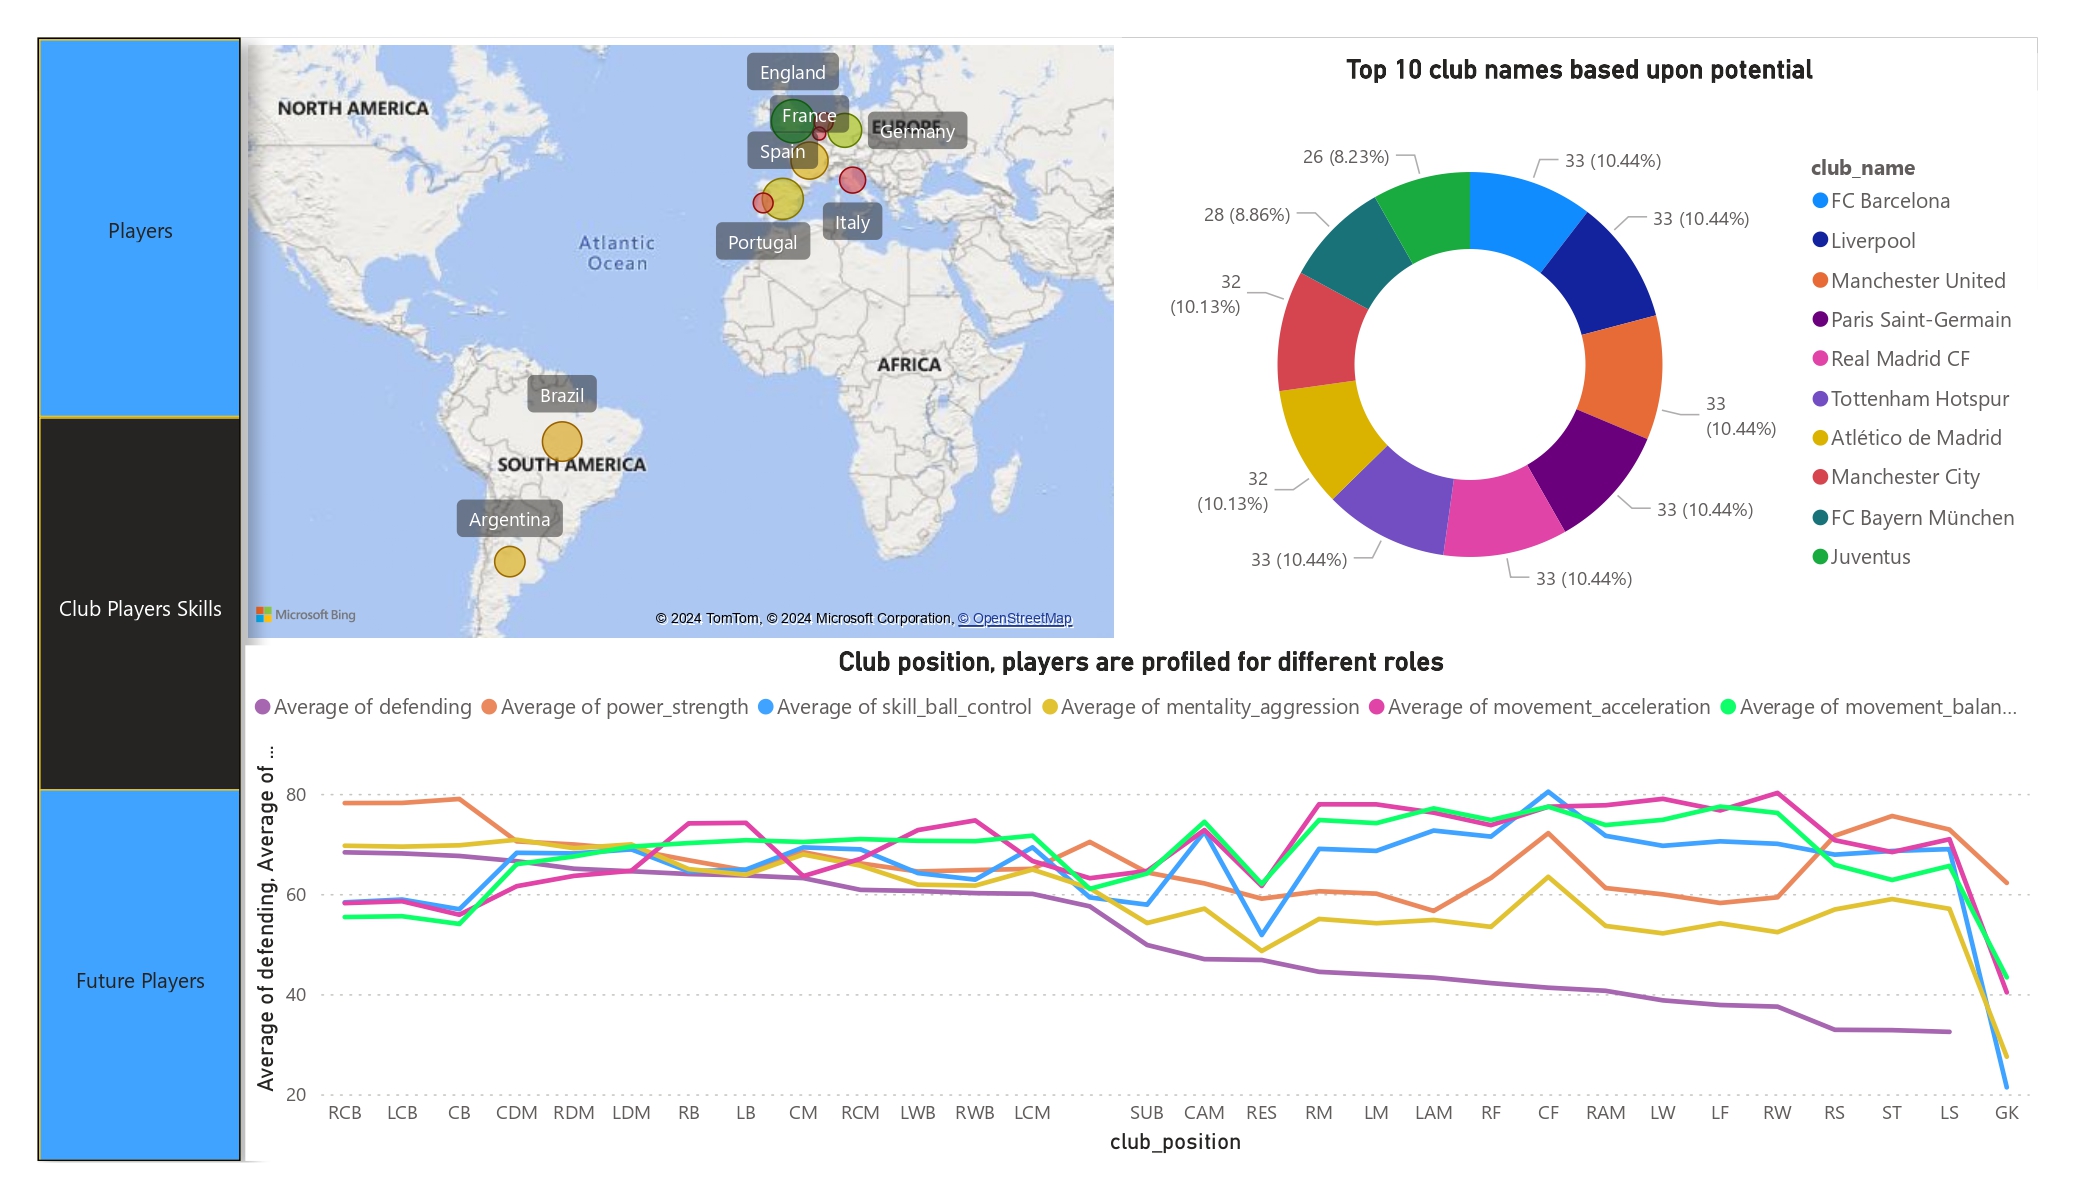 Players
Club Players Skills
Future Players
NORTH AMERICA
England
France
EUROPE
Germany
Spain
Italy
Portugal
Atlantic
Ocean
AFRICA
Brazil
SOUTH AMERICA
Argentina
Microsoft Bing
© 2024 TomTom, © 2024 Microsoft Corporation, © OpenStreetMap
Top 10 club names based upon potential
26 (8.23%)
33 (10.44%)
28 (8.86%)
33 (10.44%)
32
(10.13%)
33
(10.44%)
32
(10.13%)
33 (10.44%)
33 (10.44%)
33 (10.44%)
club_name
FC Barcelona
Liverpool
Manchester United
Paris Saint-Germain
Real Madrid CF
Tottenham Hotspur
Atlético de Madrid
Manchester City
FC Bayern München
Juventus
Club position, players are profiled for different roles
Average of defending Average of power_strength Average of skill_ball_control Average of mentality_aggression Average of movement_acceleration Average of movement_balan...
Average of defending, Average of ...
80
60
40
20
RCB LCB CB CDM RDM LDM RB LB CM RCM LWB RWB LCM SUB CAM RES RM LM LAM RF CF RAM LW LF RW RS ST LS GK
club_position